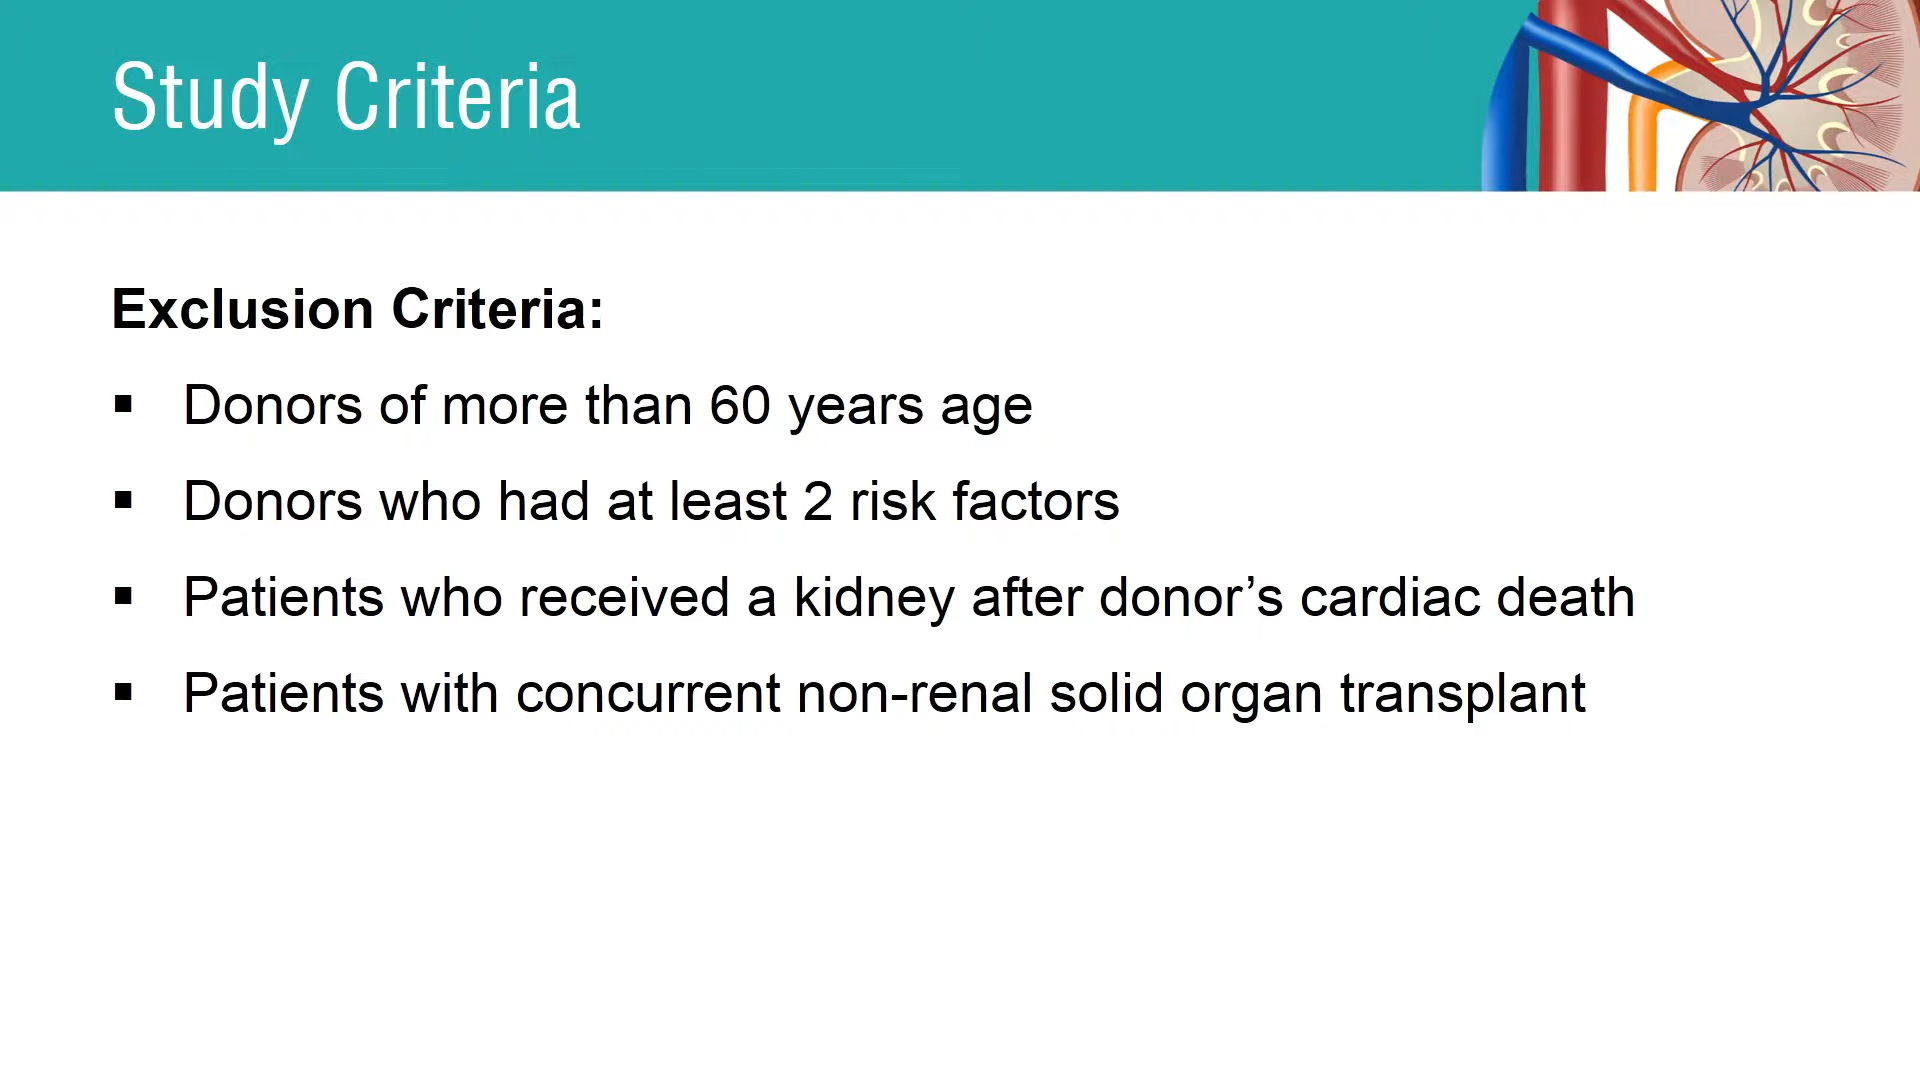 Study Criteria
Exclusion Criteria:
▪ Donors of more than 60 years age
▪ Donors who had at least 2 risk factors
▪ Patients who received a kidney after donor’s cardiac death
▪ Patients with concurrent non-renal solid organ transplant